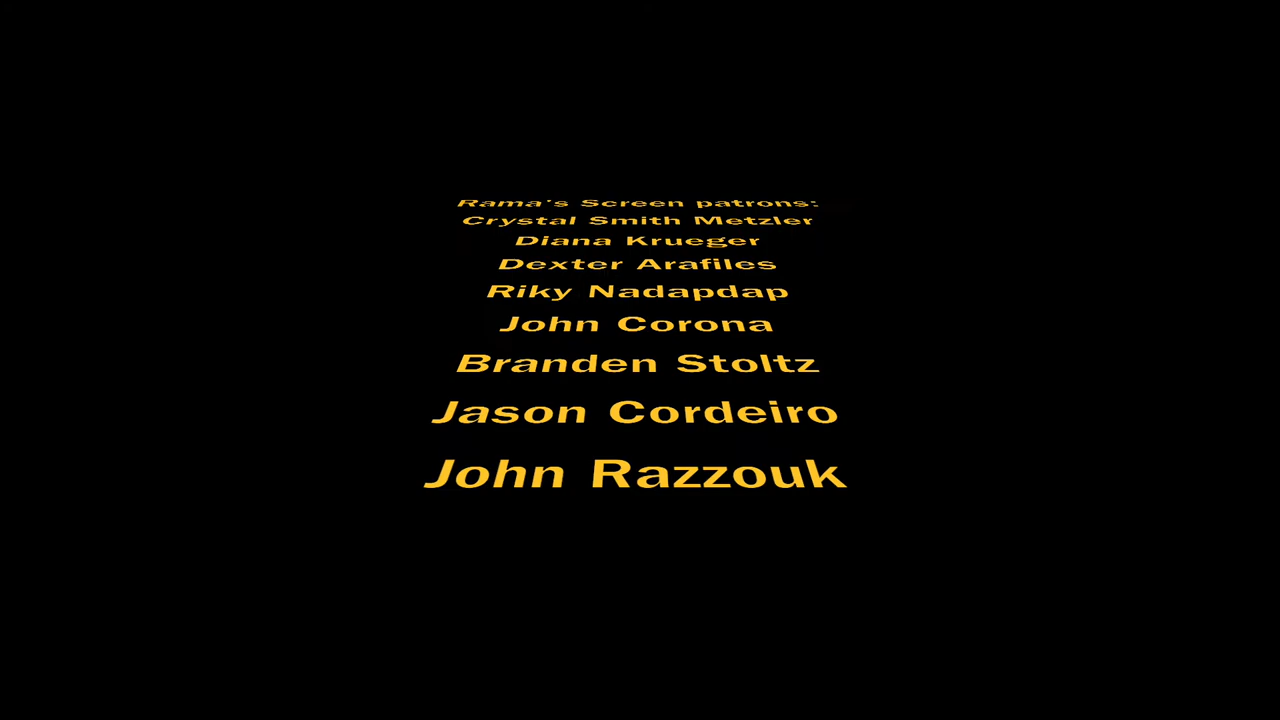 Rama's Screen patrons:
Crystal Smith Metzler
Diana Krueger
Dexter Arafiles
Riky Nadapdap
John Corona
Branden Stoltz
Jason Cordeiro
John Razzouk